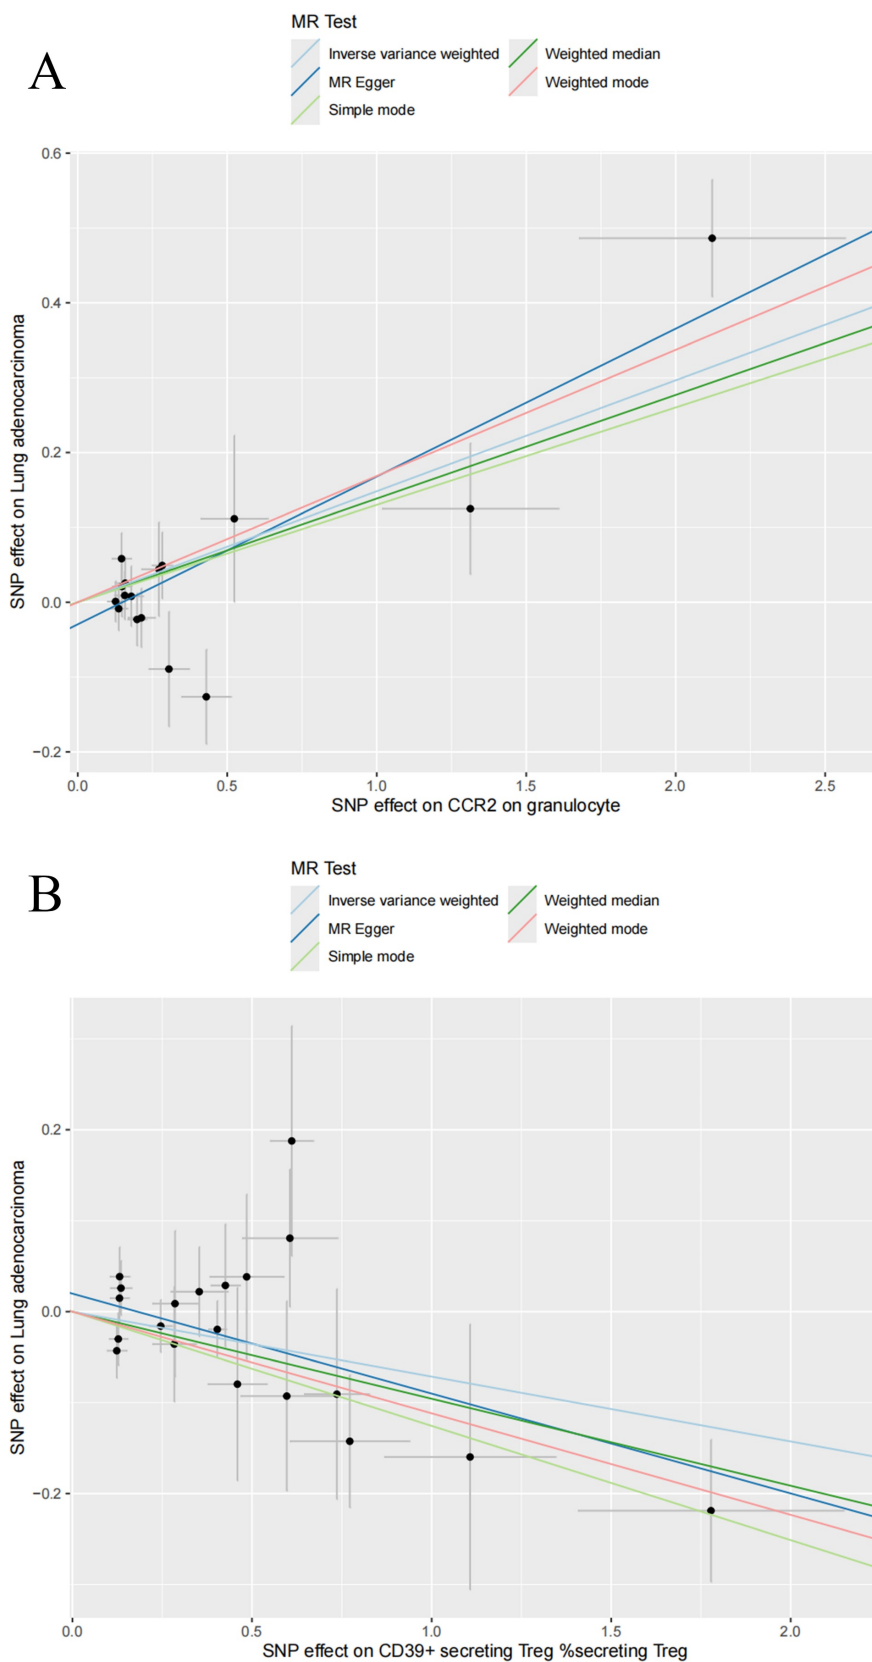 A
MR Test
Inverse variance weighted
Weighted median
MR Egger
Weighted mode
Simple mode
0.6
0.4
0.2
0.0
−0.2
SNP effect on Lung adenocarcinoma
0.0 0.5 1.0 1.5 2.0 2.5
SNP effect on CCR2 on granulocyte
B
MR Test
Inverse variance weighted
Weighted median
MR Egger
Weighted mode
Simple mode
0.2
0.0
−0.2
SNP effect on Lung adenocarcinoma
0.0 0.5 1.0 1.5 2.0
SNP effect on CD39+ secreting Treg %secreting Treg